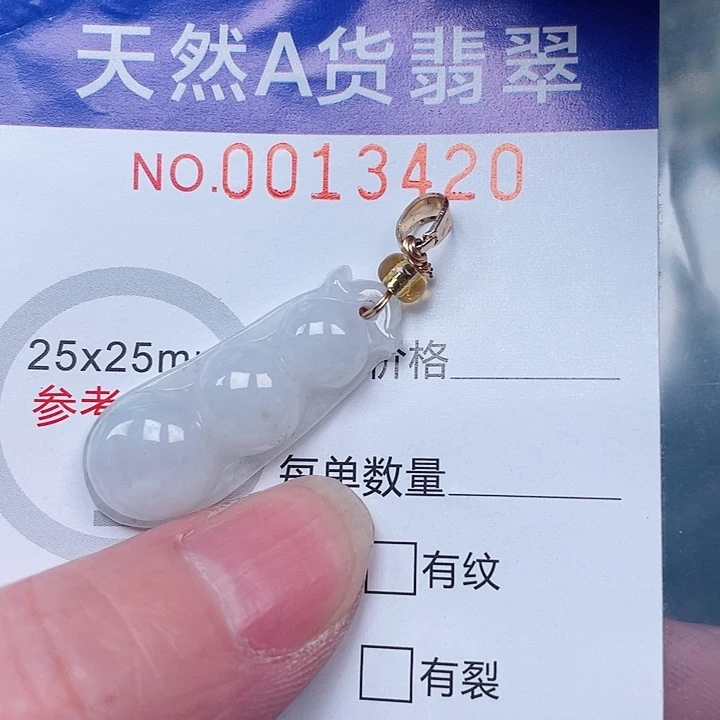 天然A货翡翠
NO.0013420
25x25m
参考
价格
每单数量
有纹
有裂